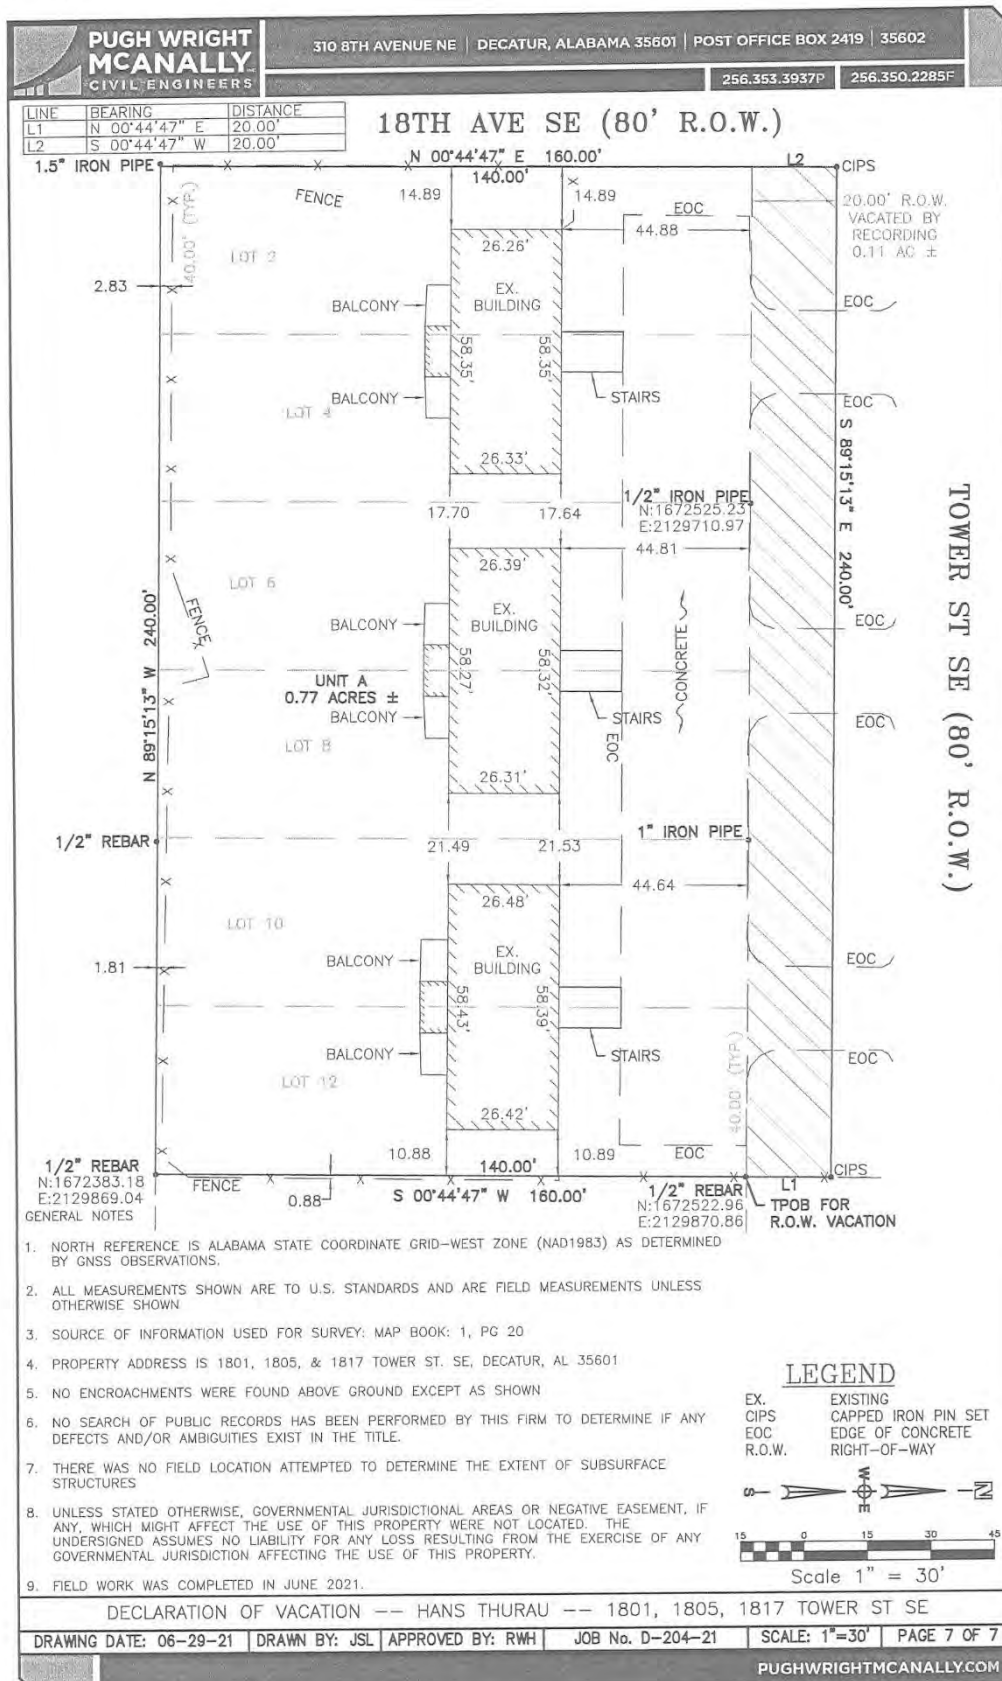 PUGH WRIGHT
MCANALLY
CIVIL ENGINEERS
310 8TH AVENUE NE | DECATUR, ALABAMA 35601 | POST OFFICE BOX 2419 | 35602
256.353.3937P
256.350.2285F
LINE BEARING DISTANCE
L1 N 00°44'47" E 20.00'
L2 S 00°44'47" W 20.00'
18TH AVE SE (80' R.O.W.)
1.5" IRON PIPE
N 00°44'47" E 160.00'
L2
CIPS
140.00'
FENCE
14.89
14.89
EOC
44.88
20.00' R.O.W.
VACATED BY
RECORDING
0.11 AC ±
40.00' (TYP.)
LOT 2
26.26'
2.83
EX.
BUILDING
BALCONY
EOC
58.35'
58.35'
BALCONY
STAIRS
EOC
LOT 4
26.33'
S 89°15'13" E 240.00'
1/2" IRON PIPE
N:1672525.23
E:2129710.97
17.70
17.64
44.81
TOWER ST SE (80' R.O.W.)
LOT 6
26.39'
FENCE
N 89°15'13" W 240.00'
EX.
BUILDING
BALCONY
EOC
CONCRETE
58.27'
58.32'
UNIT A
0.77 ACRES ±
BALCONY
STAIRS
EOC
EOC
LOT 8
26.31'
1/2" REBAR
1" IRON PIPE
21.49
21.53
44.64
26.48'
LOT 10
EX.
BUILDING
BALCONY
EOC
1.81
58.43'
58.39'
BALCONY
STAIRS
EOC
LOT 12
40.00' (TYP.)
26.42'
10.88
10.89
EOC
1/2" REBAR
N:1672383.18
E:2129869.04
140.00'
CIPS
FENCE
0.88
S 00°44'47" W 160.00'
L1
1/2" REBAR
N:1672522.96
E:2129870.86
TPOB FOR
R.O.W. VACATION
GENERAL NOTES
1. NORTH REFERENCE IS ALABAMA STATE COORDINATE GRID-WEST ZONE (NAD1983) AS DETERMINED
BY GNSS OBSERVATIONS.
2. ALL MEASUREMENTS SHOWN ARE TO U.S. STANDARDS AND ARE FIELD MEASUREMENTS UNLESS
OTHERWISE SHOWN
3. SOURCE OF INFORMATION USED FOR SURVEY: MAP BOOK: 1, PG 20
4. PROPERTY ADDRESS IS 1801, 1805, & 1817 TOWER ST. SE, DECATUR, AL 35601
5. NO ENCROACHMENTS WERE FOUND ABOVE GROUND EXCEPT AS SHOWN
6. NO SEARCH OF PUBLIC RECORDS HAS BEEN PERFORMED BY THIS FIRM TO DETERMINE IF ANY
DEFECTS AND/OR AMBIGUITIES EXIST IN THE TITLE.
7. THERE WAS NO FIELD LOCATION ATTEMPTED TO DETERMINE THE EXTENT OF SUBSURFACE
STRUCTURES
8. UNLESS STATED OTHERWISE, GOVERNMENTAL JURISDICTIONAL AREAS OR NEGATIVE EASEMENT, IF
ANY, WHICH MIGHT AFFECT THE USE OF THIS PROPERTY WERE NOT LOCATED. THE
UNDERSIGNED ASSUMES NO LIABILITY FOR ANY LOSS RESULTING FROM THE EXERCISE OF ANY
GOVERNMENTAL JURISDICTION AFFECTING THE USE OF THIS PROPERTY.
9. FIELD WORK WAS COMPLETED IN JUNE 2021.
LEGEND
EX. EXISTING
CIPS CAPPED IRON PIN SET
EOC EDGE OF CONCRETE
R.O.W. RIGHT-OF-WAY
W
S
N
E
15 0 15 30 45
Scale 1" = 30'
DECLARATION OF VACATION -- HANS THURAU -- 1801, 1805, 1817 TOWER ST SE
DRAWING DATE: 06-29-21 DRAWN BY: JSL APPROVED BY: RWH JOB No. D-204-21 SCALE: 1"=30' PAGE 7 OF 7
PUGHWRIGHTMCANALLY.COM